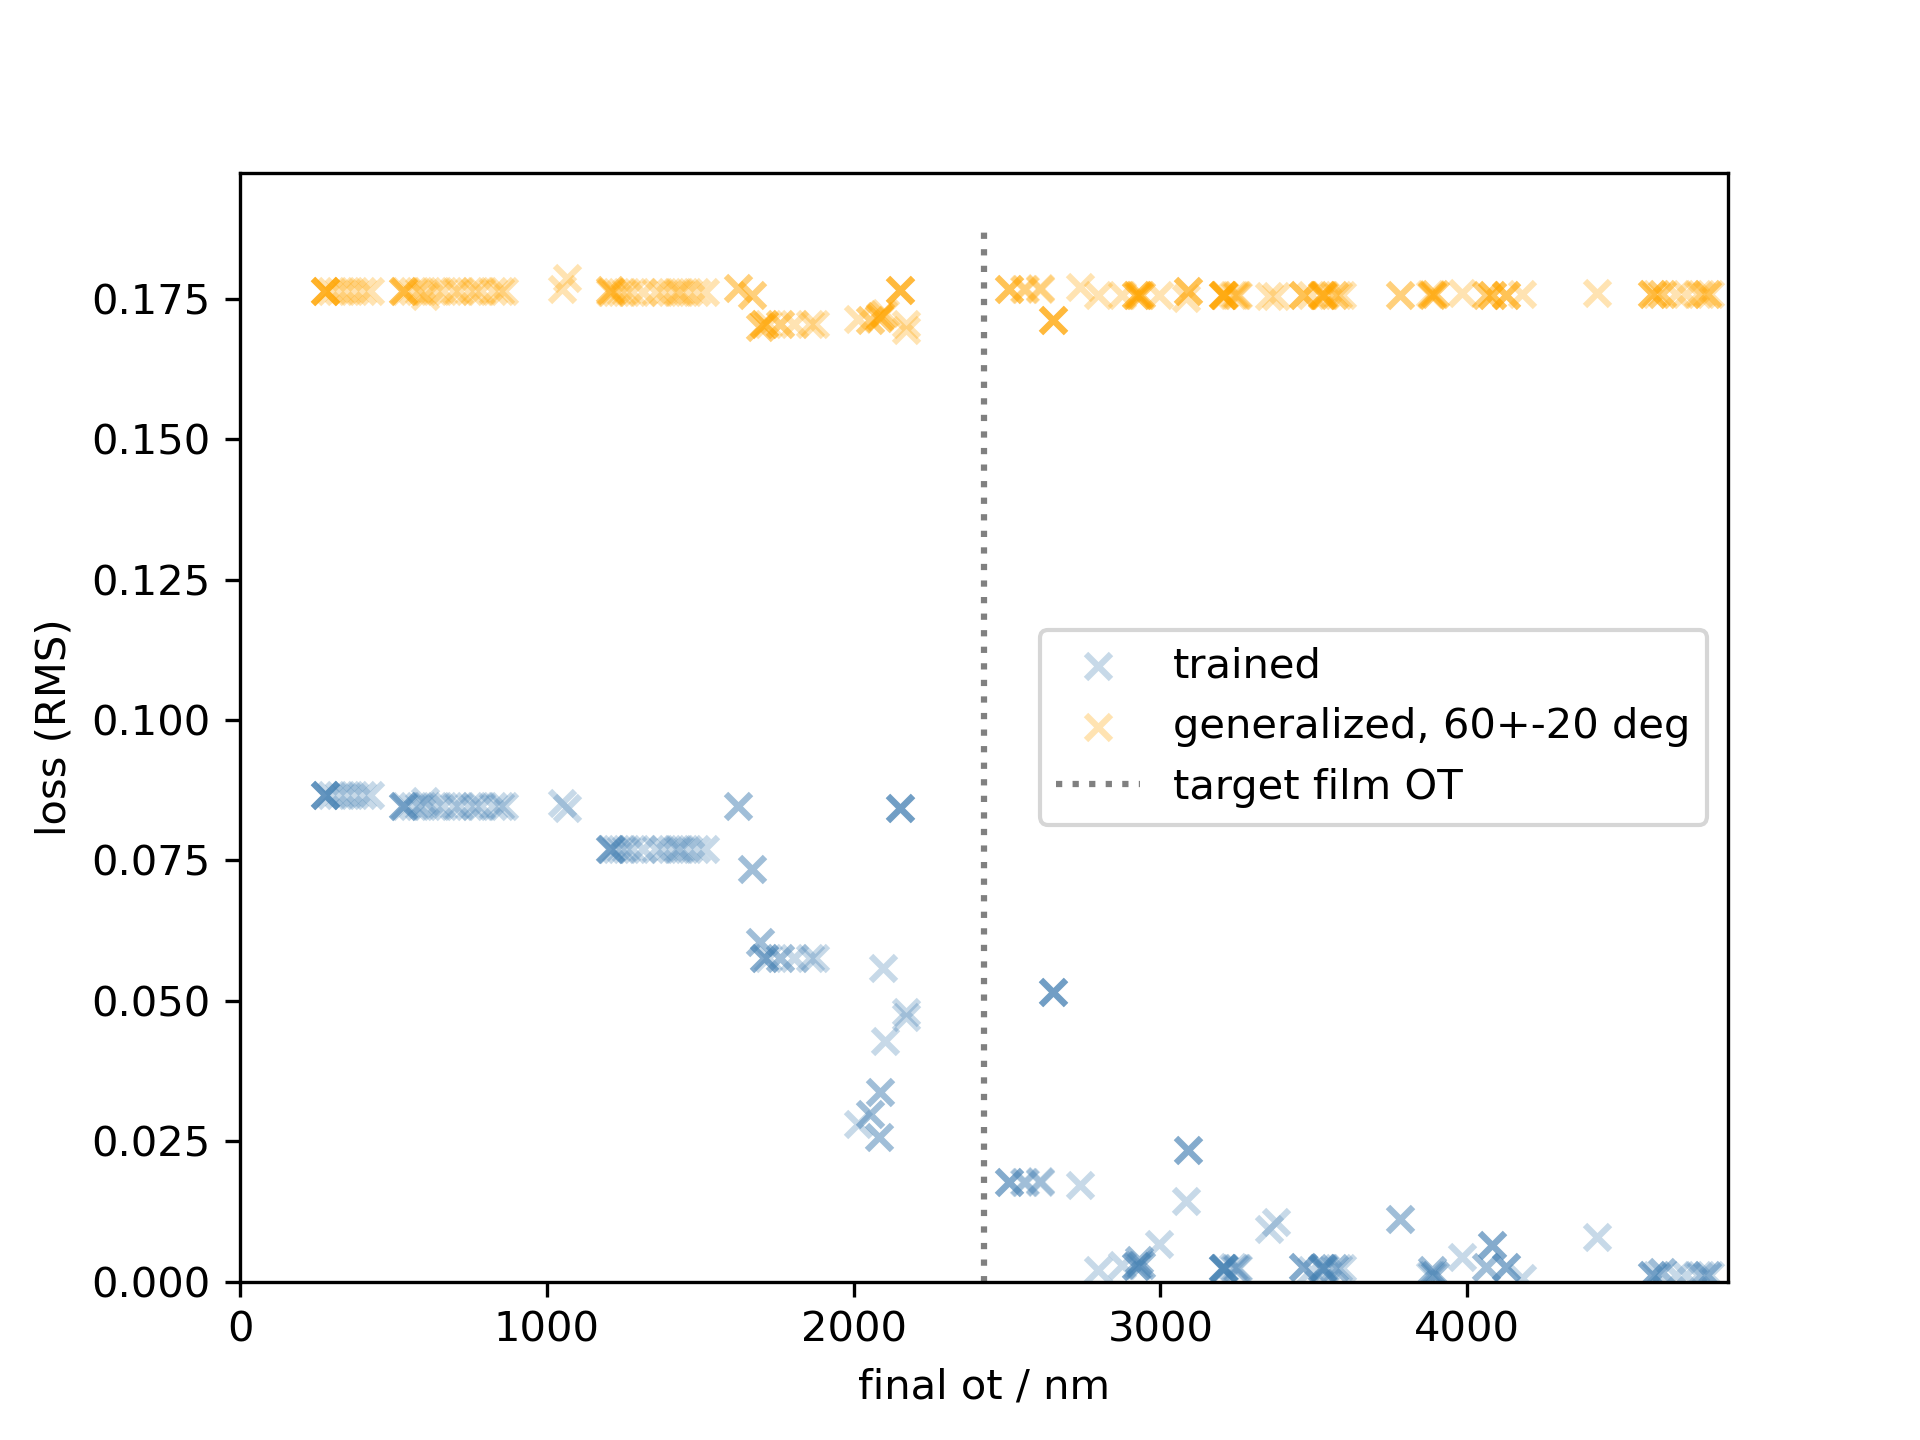 0.175
0.150
0.125
0.100
0.075
0.050
0.025
0.000
loss (RMS)
trained
generalized, 60+-20 deg
target film OT
0
1000
2000
3000
4000
final ot / nm